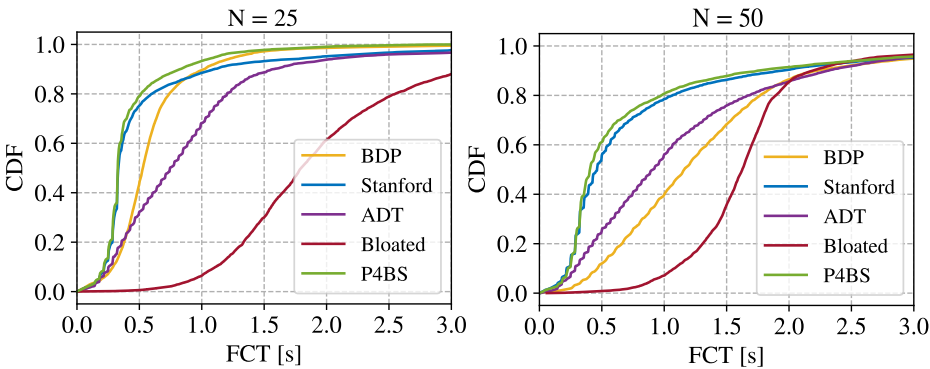 N = 25
CDF
1.0
0.8
0.6
0.4
0.2
0.0
BDP
Stanford
ADT
Bloated
P4BS
0.0 0.5 1.0 1.5 2.0 2.5 3.0
FCT [s]
N = 50
CDF
1.0
0.8
0.6
0.4
0.2
0.0
BDP
Stanford
ADT
Bloated
P4BS
0.0 0.5 1.0 1.5 2.0 2.5 3.0
FCT [s]